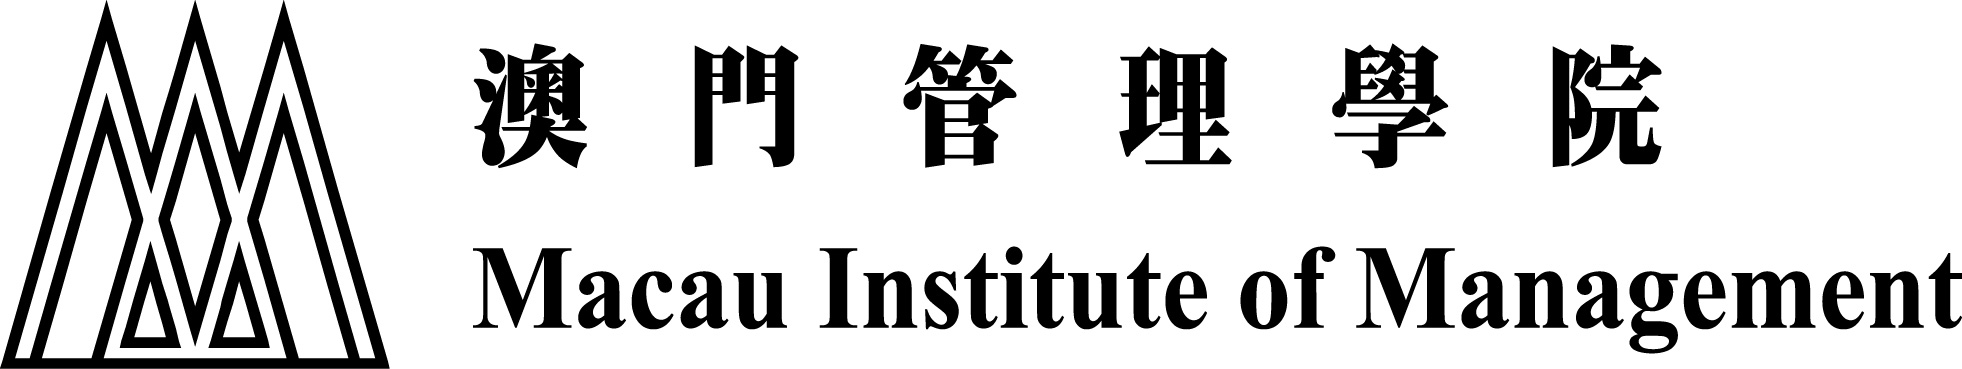 澳門管理學院
Macau Institute of Management